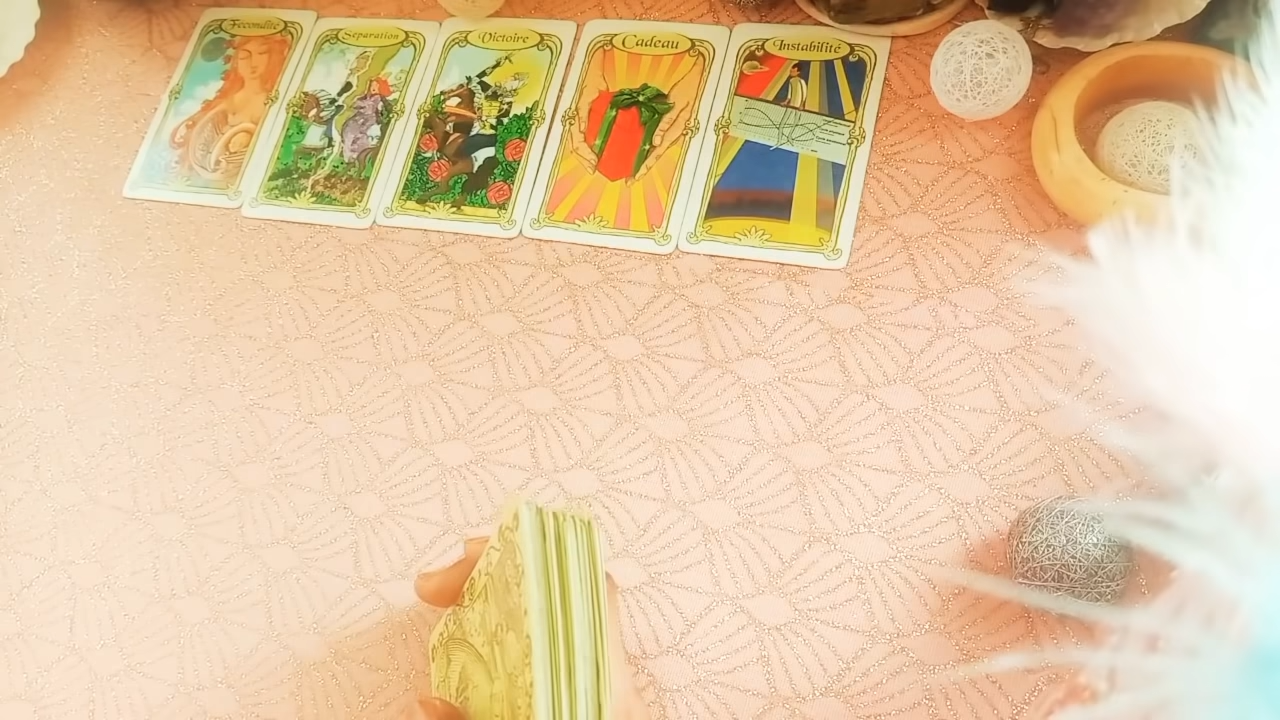 Fécondité
Séparation
Victoire
Cadeau
Instabilité